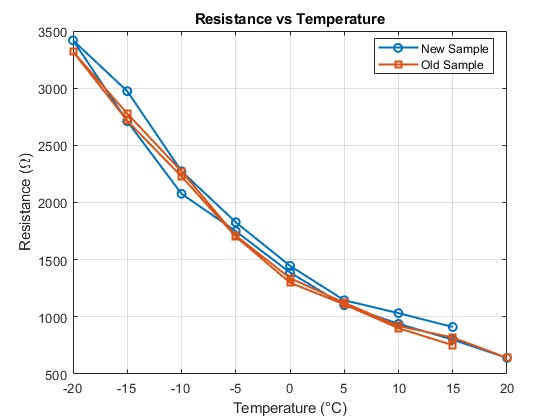 Resistance vs Temperature
New Sample
Old Sample
3500
3000
2500
2000
1500
1000
500
Resistance (Ω)
-20 -15 -10 -5 0 5 10 15 20
Temperature (°C)